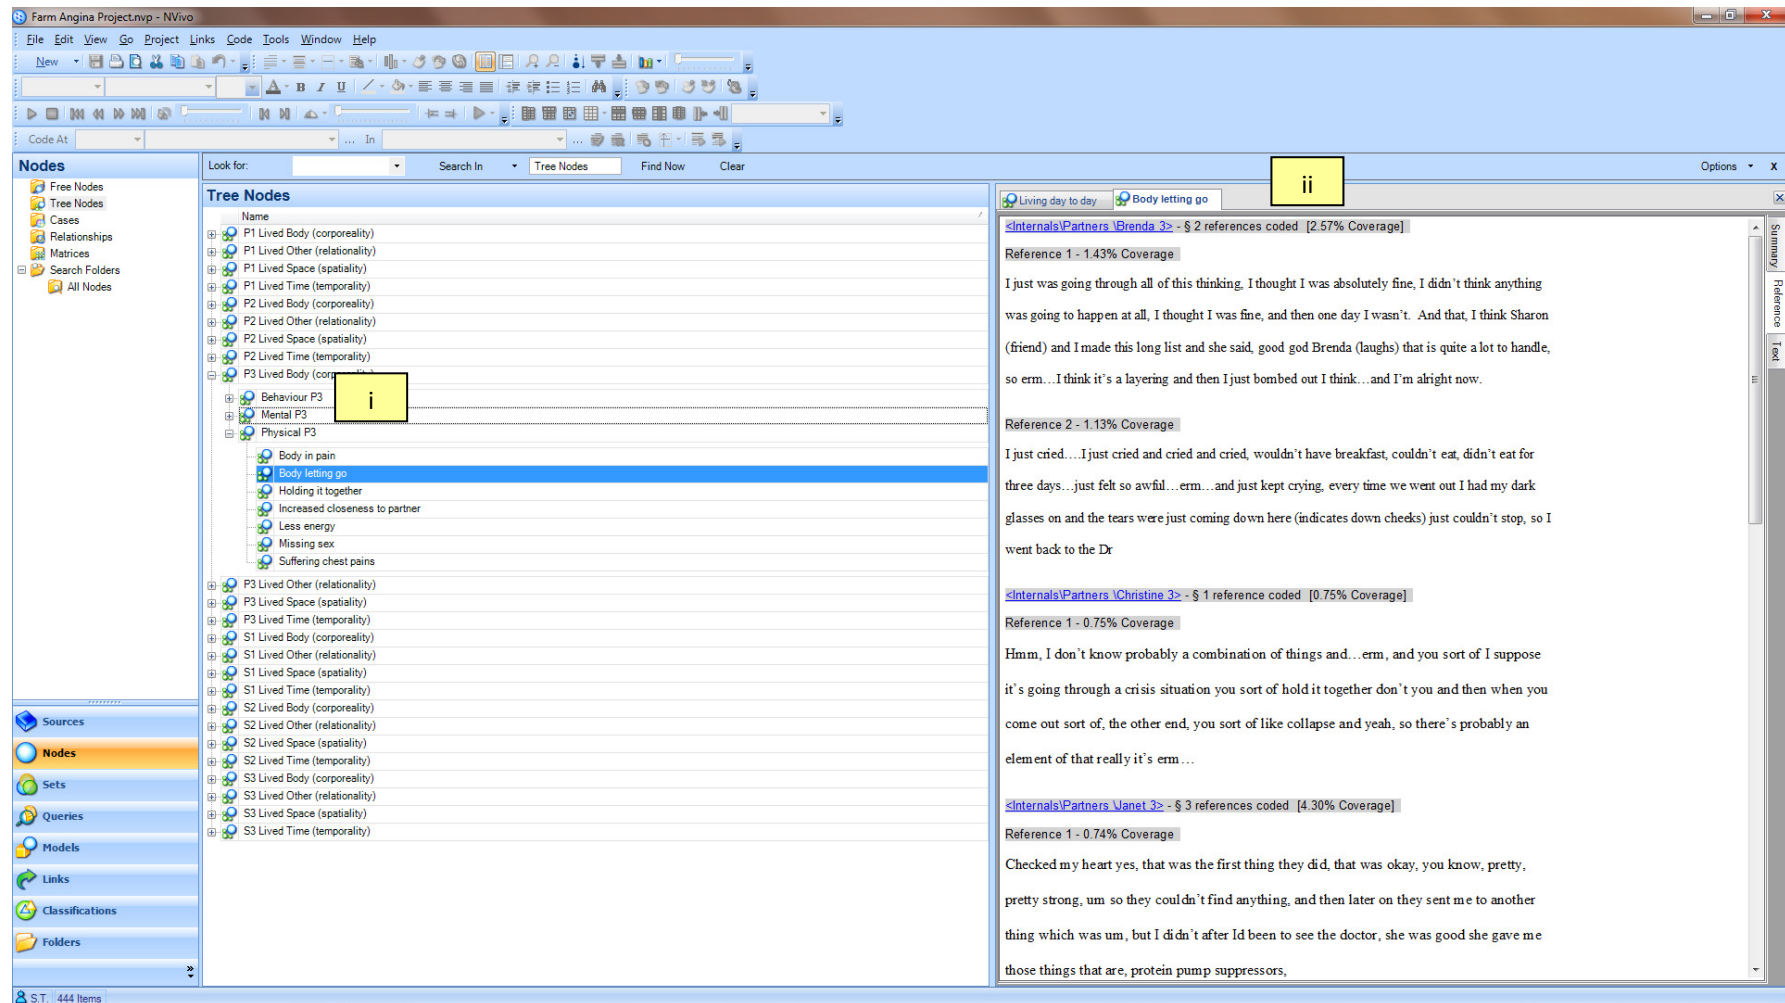 Farm Angina Project.nvp - NVivo
File Edit View Go Project Links Code Tools Window Help
New
A B I U
Code At ... In ...
Nodes
Free Nodes
Tree Nodes
Cases
Relationships
Matrices
Search Folders
All Nodes
Sources
Nodes
Sets
Queries
Models
Links
Classifications
Folders
Look for: Search In Tree Nodes Find Now Clear Options x
Tree Nodes
Name
P1 Lived Body (corporeality)
P1 Lived Other (relationality)
P1 Lived Space (spatiality)
P1 Lived Time (temporality)
P2 Lived Body (corporeality)
P2 Lived Other (relationality)
P2 Lived Space (spatiality)
P2 Lived Time (temporality)
P3 Lived Body (corporeality)
i
Behaviour P3
Mental P3
Physical P3
Body in pain
Body letting go
Holding it together
Increased closeness to partner
Less energy
Missing sex
Suffering chest pains
P3 Lived Other (relationality)
P3 Lived Space (spatiality)
P3 Lived Time (temporality)
S1 Lived Body (corporeality)
S1 Lived Other (relationality)
S1 Lived Space (spatiality)
S1 Lived Time (temporality)
S2 Lived Body (corporeality)
S2 Lived Other (relationality)
S2 Lived Space (spatiality)
S2 Lived Time (temporality)
S3 Lived Body (corporeality)
S3 Lived Other (relationality)
S3 Lived Space (spatiality)
S3 Lived Time (temporality)
ii
Living day to day Body letting go
<Internals\Partners \Brenda 3> - § 2 references coded [2.57% Coverage]
Reference 1 - 1.43% Coverage
I just was going through all of this thinking, I thought I was absolutely fine, I didn't think anything
was going to happen at all, I thought I was fine, and then one day I wasn't. And that, I think Sharon
(friend) and I made this long list and she said, good god Brenda (laughs) that is quite a lot to handle,
so erm…I think it's a layering and then I just bombed out I think…and I'm alright now.
Reference 2 - 1.13% Coverage
I just cried….I just cried and cried and cried, wouldn't have breakfast, couldn't eat, didn't eat for
three days…just felt so awful…erm…and just kept crying, every time we went out I had my dark
glasses on and the tears were just coming down here (indicates down cheeks) just couldn't stop, so I
went back to the Dr
<Internals\Partners \Christine 3> - § 1 reference coded [0.75% Coverage]
Reference 1 - 0.75% Coverage
Hmm, I don't know probably a combination of things and…erm, and you sort of I suppose
it's going through a crisis situation you sort of hold it together don't you and then when you
come out sort of, the other end, you sort of like collapse and yeah, so there's probably an
element of that really it's erm…
<Internals\Partners \Janet 3> - § 3 references coded [4.30% Coverage]
Reference 1 - 0.74% Coverage
Checked my heart yes, that was the first thing they did, that was okay, you know, pretty,
pretty strong, um so they couldn't find anything, and then later on they sent me to another
thing which was um, but I didn't after Id been to see the doctor, she was good she gave me
those things that are, protein pump suppressors,
Summary
Reference
Text
S.T. 444 Items